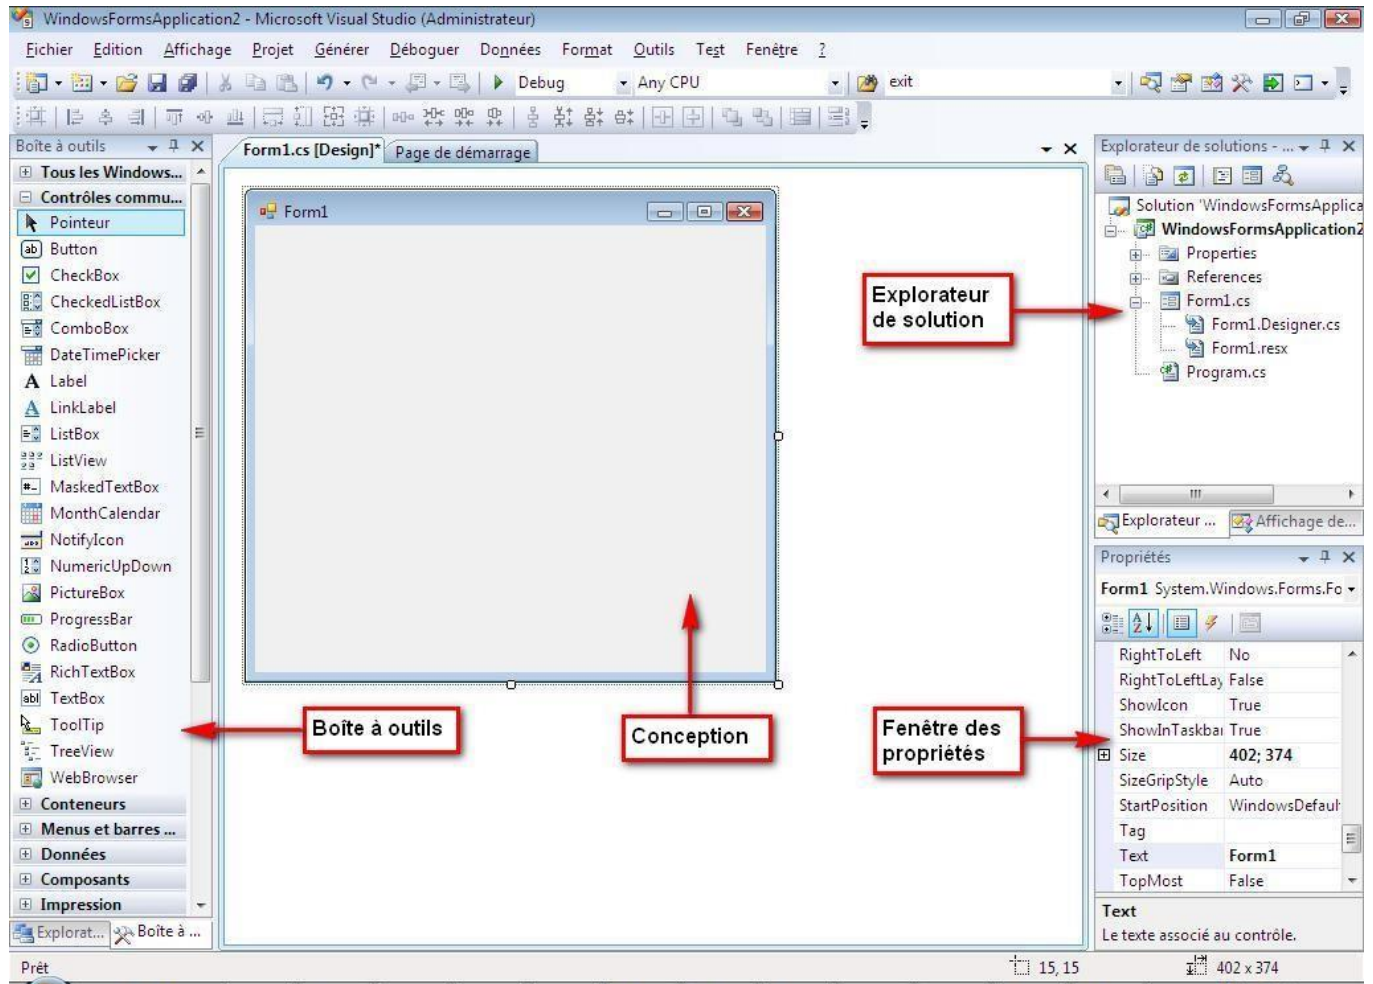 WindowsFormsApplication2 - Microsoft Visual Studio (Administrateur)
Fichier Edition Affichage Projet Générer Déboguer Données Format Outils Test Fenêtre ?
Debug Any CPU exit
Boîte à outils
Tous les Windows...
Contrôles commu...
Pointeur
Button
CheckBox
CheckedListBox
ComboBox
DateTimePicker
Label
LinkLabel
ListBox
ListView
MaskedTextBox
MonthCalendar
NotifyIcon
NumericUpDown
PictureBox
ProgressBar
RadioButton
RichTextBox
TextBox
ToolTip
TreeView
WebBrowser
Conteneurs
Menus et barres ...
Données
Composants
Impression
Explorat... Boîte à ...
Form1.cs [Design]* Page de démarrage
Form1
Boîte à outils
Conception
Explorateur
de solution
Fenêtre des
propriétés
Explorateur de solutions - ...
Solution 'WindowsFormsApplica
WindowsFormsApplication2
Properties
References
Form1.cs
Form1.Designer.cs
Form1.resx
Program.cs
Explorateur ... Affichage de...
Propriétés
Form1 System.Windows.Forms.Fo
RightToLeft No
RightToLeftLay False
ShowIcon True
ShowInTaskbar True
Size 402; 374
SizeGripStyle Auto
StartPosition WindowsDefault
Tag
Text Form1
TopMost False
Text
Le texte associé au contrôle.
Prêt 15, 15 402 x 374